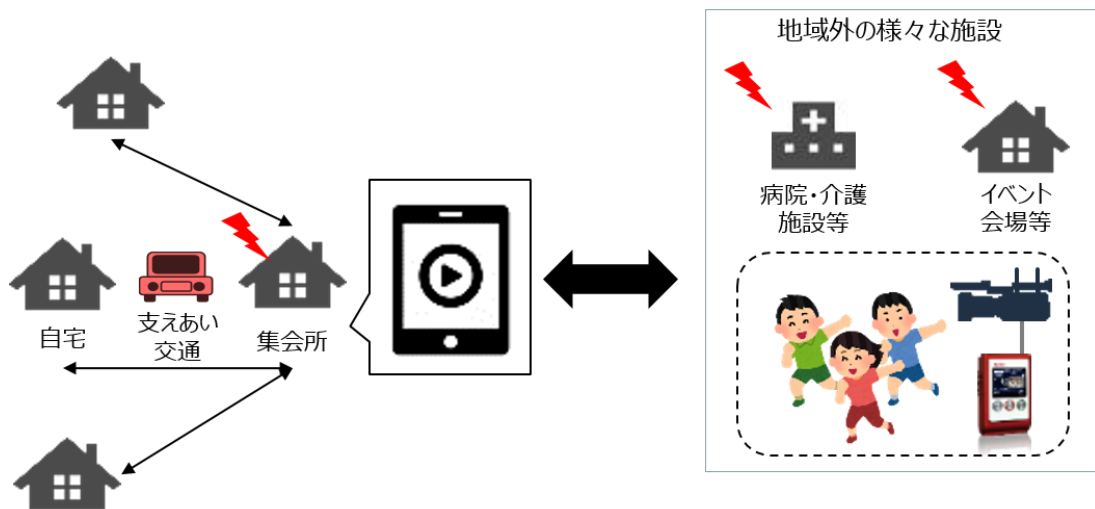 地域外の様々な施設
病院・介護
施設等
イベント
会場等
自宅
支えあい
交通
集会所